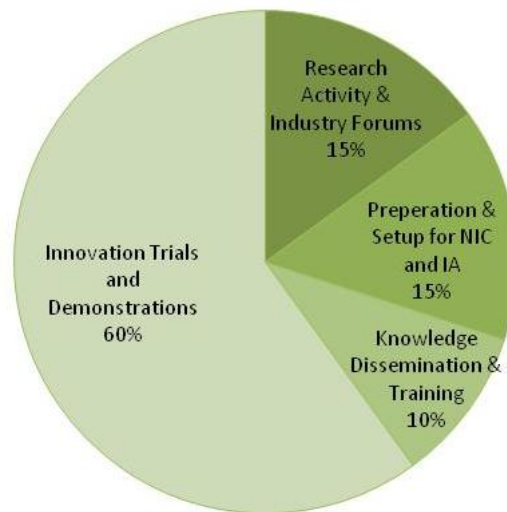 Research
Activity &
Industry Forums
15%
Preperation &
Setup for NIC
and IA
15%
Knowledge
Dissemination &
Training
10%
Innovation Trials
and
Demonstrations
60%